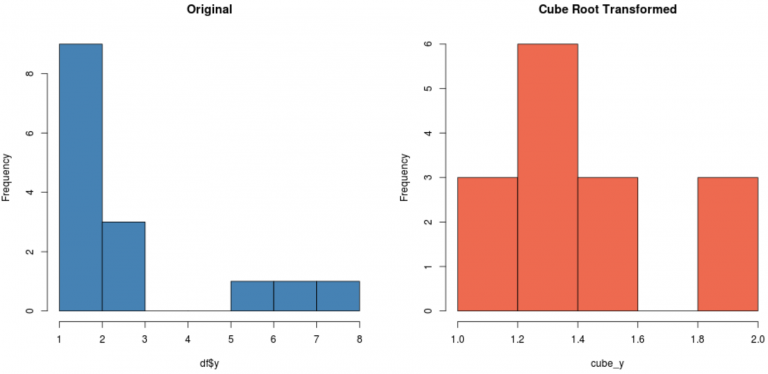 Original
Frequency
8
6
4
2
0
1 2 3 4 5 6 7 8
df$y
Cube Root Transformed
Frequency
6
5
4
3
2
1
0
1.0 1.2 1.4 1.6 1.8 2.0
cube_y